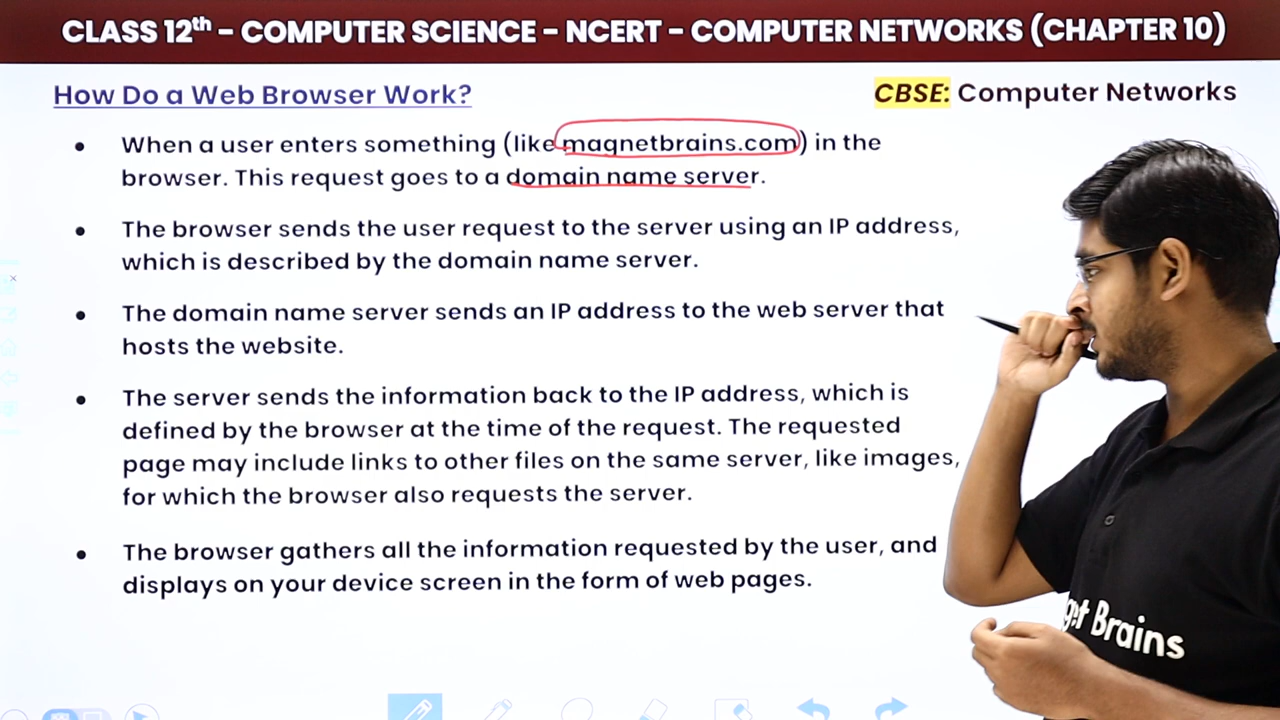 CLASS 12th – COMPUTER SCIENCE – NCERT – COMPUTER NETWORKS (CHAPTER 10)
How Do a Web Browser Work?
CBSE: Computer Networks
• When a user enters something (like magnetbrains.com) in the
browser. This request goes to a domain name server.
• The browser sends the user request to the server using an IP address,
which is described by the domain name server.
• The domain name server sends an IP address to the web server that
hosts the website.
• The server sends the information back to the IP address, which is
defined by the browser at the time of the request. The requested
page may include links to other files on the same server, like images,
for which the browser also requests the server.
• The browser gathers all the information requested by the user, and
displays on your device screen in the form of web pages.
Brains